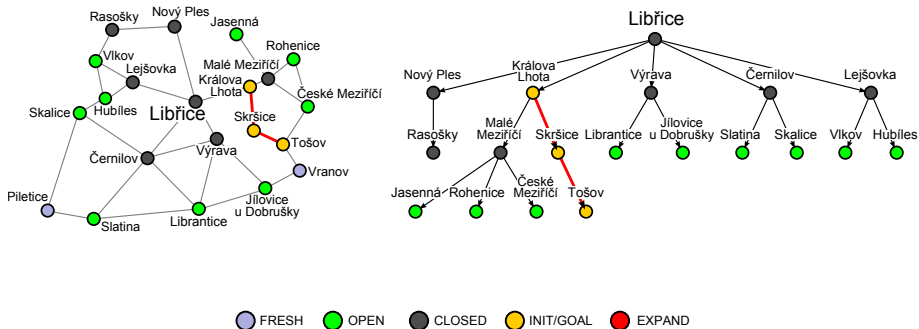 Rasošky
Nový Ples
Jasenná
Rohenice
Vlkov
Lejšovka
Malé Meziříčí
Králova
Lhota
České Meziříčí
Skalice
Hubíles
Libřice
Skršice
Tošov
Černilov
Výrava
Vranov
Piletice
Slatina
Librantice
Jílovice
u Dobrušky
Libřice
Nový Ples
Králova
Lhota
Výrava
Černilov
Lejšovka
Rasošky
Malé
Meziříčí
Skršice
Librantice
Jílovice
u Dobrušky
Slatina
Skalice
Vlkov
Hubíles
Jasenná
Rohenice
České
Meziříčí
Tošov
FRESH
OPEN
CLOSED
INIT/GOAL
EXPAND